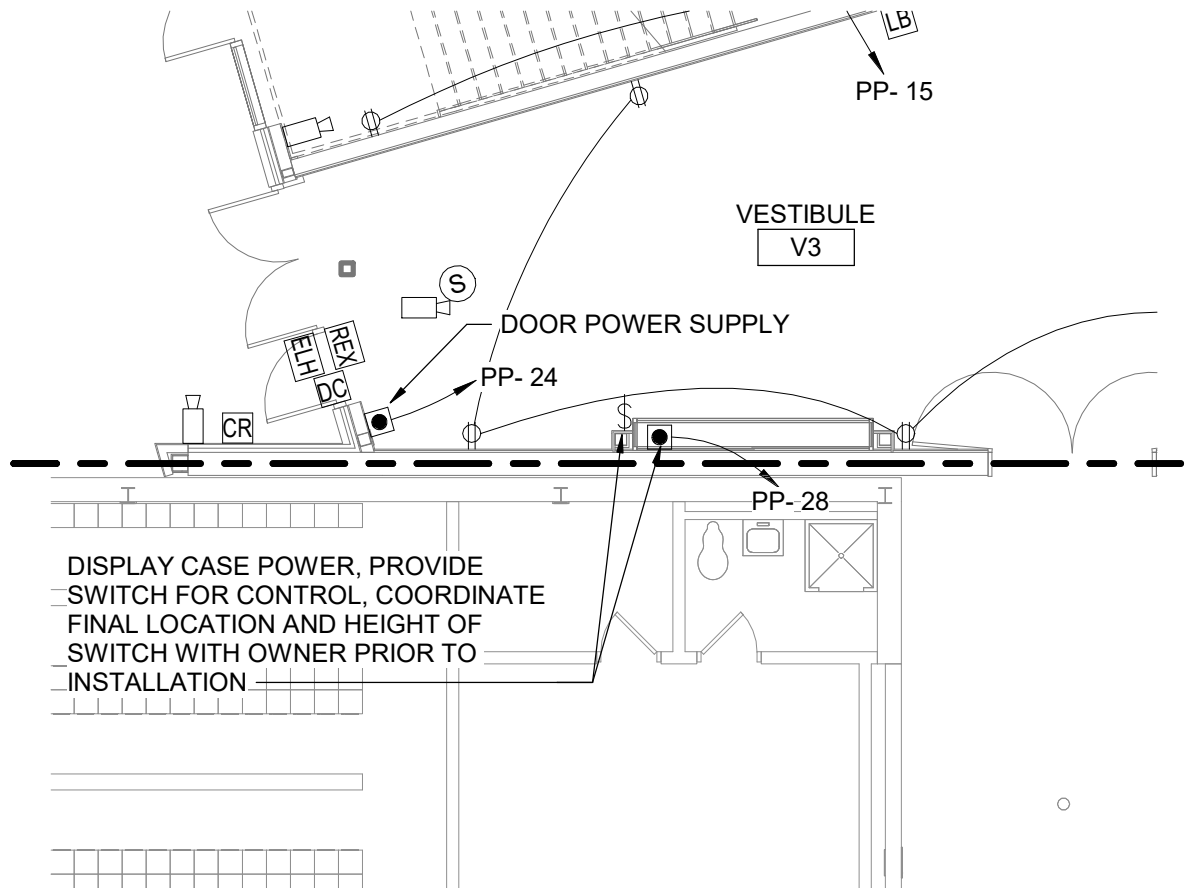 LB
PP- 15
VESTIBULE
V3
S
DOOR POWER SUPPLY
REX
ELH
PP- 24
DC
CR
S
PP- 28
DISPLAY CASE POWER, PROVIDE
SWITCH FOR CONTROL, COORDINATE
FINAL LOCATION AND HEIGHT OF
SWITCH WITH OWNER PRIOR TO
INSTALLATION